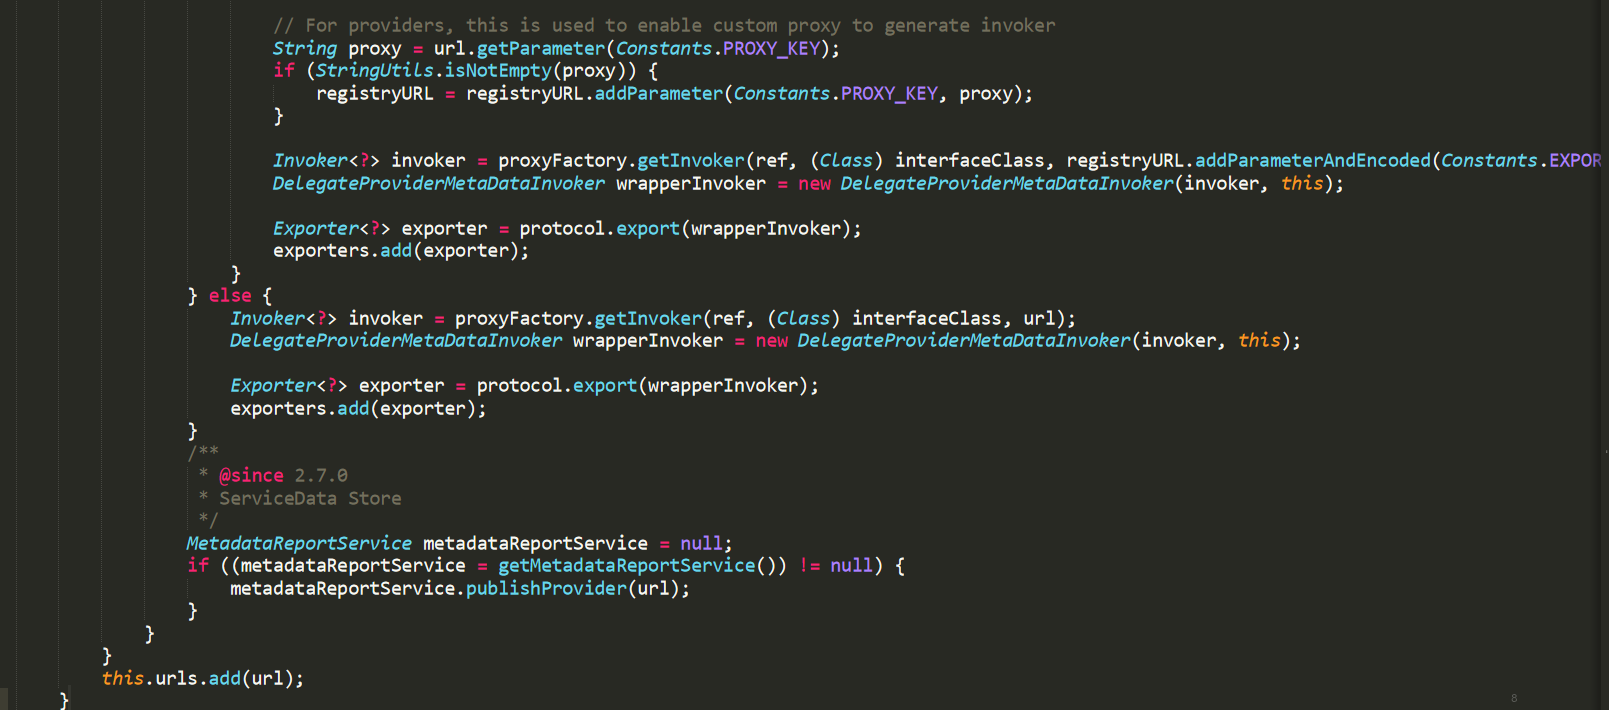 // For providers, this is used to enable custom proxy to generate invoker
String proxy = url.getParameter(Constants.PROXY_KEY);
if (StringUtils.isNotEmpty(proxy)) {
registryURL = registryURL.addParameter(Constants.PROXY_KEY, proxy);
}
Invoker<?> invoker = proxyFactory.getInvoker(ref, (Class) interfaceClass, registryURL.addParameterAndEncoded(Constants.EXPOR
DelegateProviderMetaDataInvoker wrapperInvoker = new DelegateProviderMetaDataInvoker(invoker, this);
Exporter<?> exporter = protocol.export(wrapperInvoker);
exporters.add(exporter);
}
} else {
Invoker<?> invoker = proxyFactory.getInvoker(ref, (Class) interfaceClass, url);
DelegateProviderMetaDataInvoker wrapperInvoker = new DelegateProviderMetaDataInvoker(invoker, this);
Exporter<?> exporter = protocol.export(wrapperInvoker);
exporters.add(exporter);
}
/**
* @since 2.7.0
* ServiceData Store
*/
MetadataReportService metadataReportService = null;
if ((metadataReportService = getMetadataReportService()) != null) {
metadataReportService.publishProvider(url);
}
}
}
this.urls.add(url);
}
8